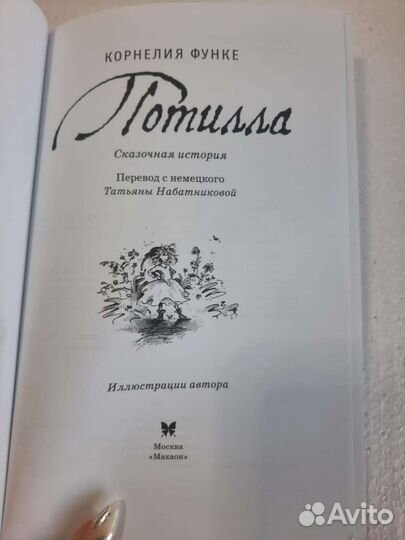 КОРНЕЛИЯ ФУНКЕ
Потилла
Сказочная история
Перевод с немецкого
Татьяны Набатниковой
Иллюстрации автора
Москва
«Махаон»
Avito